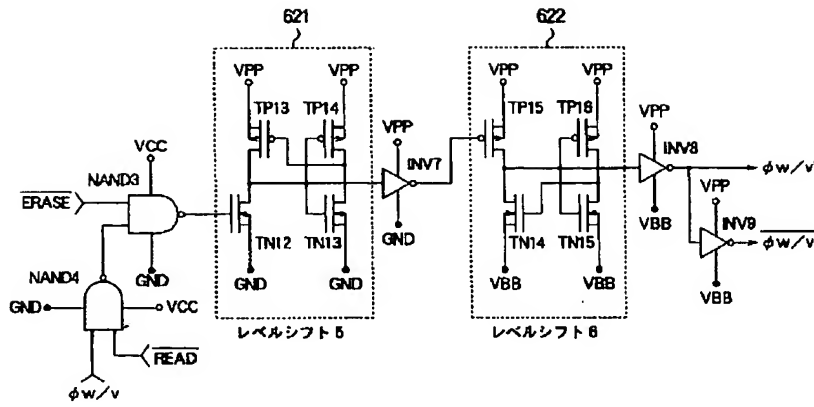 621
622
VPP
VPP
VPP
VPP
TP13
TP14
TP15
TP16
VPP
VPP
INV7
INV8
φw/v
VCC
NAND3
ERASE
VPP
INV9
φw/v
TN12
TN13
GND
TN14
TN15
VBB
GND
NAND4
GND
GND
VBB
VBB
VBB
GND
VCC
レベルシフト5
レベルシフト6
READ
φw/v